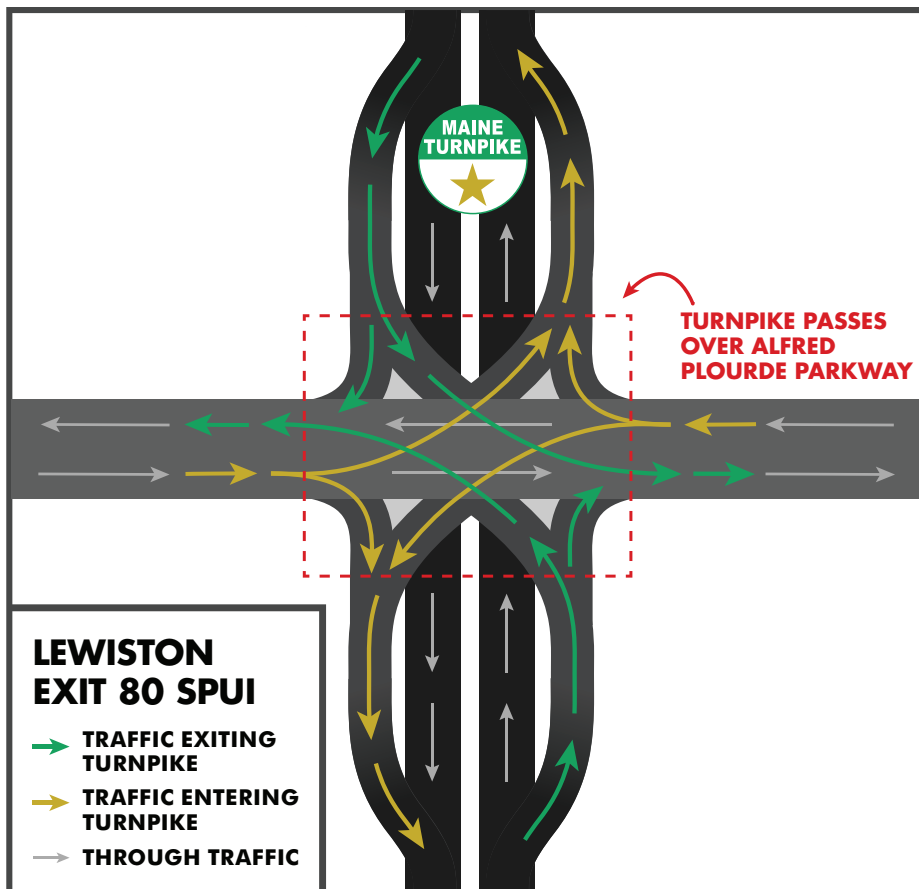 MAINE
TURNPIKE
TURNPIKE PASSES
OVER ALFRED
PLOURDE PARKWAY
LEWISTON
EXIT 80 SPUI
TRAFFIC EXITING
TURNPIKE
TRAFFIC ENTERING
TURNPIKE
THROUGH TRAFFIC